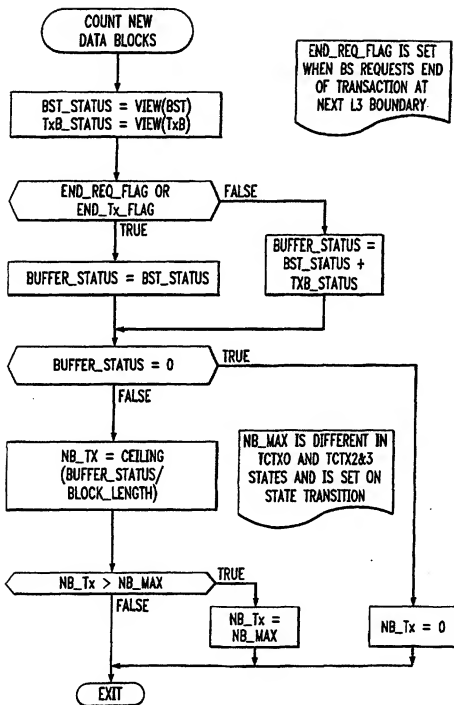 COUNT NEW
DATA BLOCKS
END_REQ_FLAG IS SET
WHEN BS REQUESTS END
OF TRANSACTION AT
NEXT L3 BOUNDARY
BST_STATUS = VIEW(BST)
TxB_STATUS = VIEW(TxB)
END_REQ_FLAG OR
END_Tx_FLAG
FALSE
TRUE
BUFFER_STATUS =
BST_STATUS +
TXB_STATUS
BUFFER_STATUS = BST_STATUS
BUFFER_STATUS = 0
TRUE
FALSE
NB_TX = CEILING
(BUFFER_STATUS/
BLOCK_LENGTH)
NB_MAX IS DIFFERENT IN
TCTX0 AND TCTX2&3
STATES AND IS SET ON
STATE TRANSITION
NB_Tx > NB_MAX
TRUE
FALSE
NB_Tx =
NB_MAX
NB_Tx = 0
EXIT